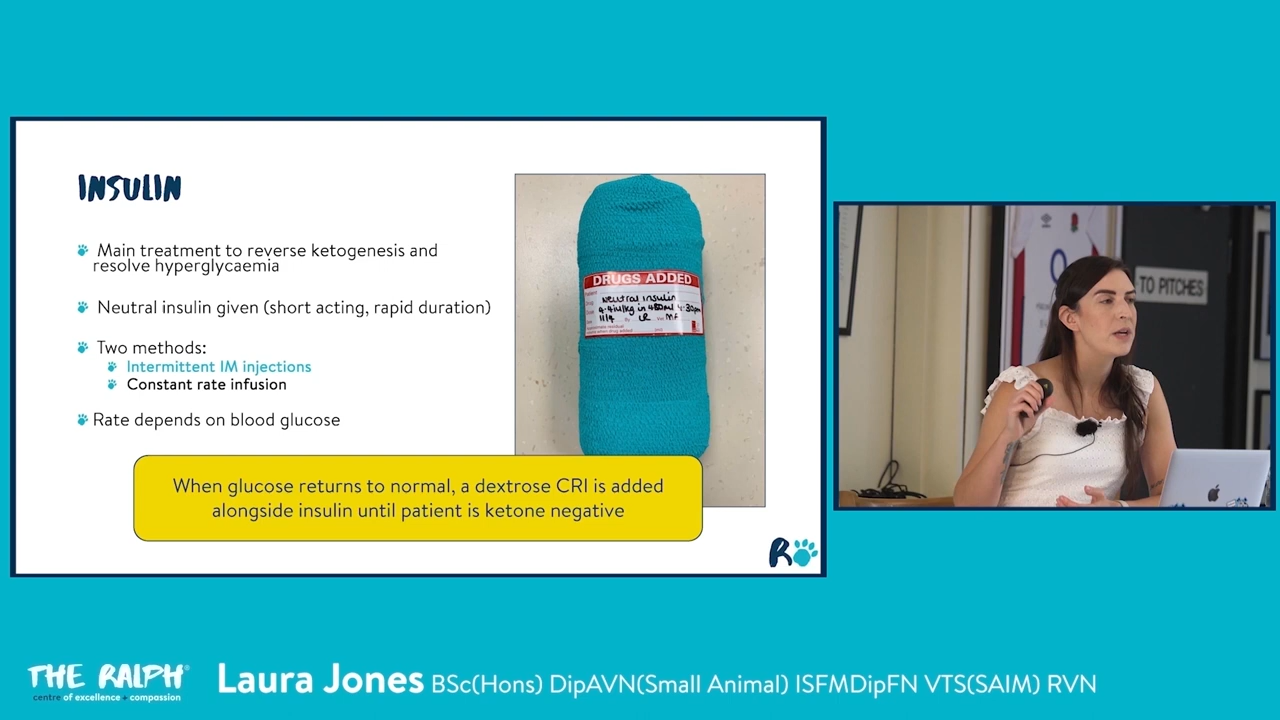 INSULIN
Main treatment to reverse ketogenesis and
resolve hyperglycaemia
Neutral insulin given (short acting, rapid duration)
Two methods:
Intermittent IM injections
Constant rate infusion
Rate depends on blood glucose
DRUGS ADDED
Neutral insulin
When glucose returns to normal, a dextrose CRI is added
alongside insulin until patient is ketone negative
R
TO PITCHES
THE RALPH®
centre of excellence + compassion
Laura Jones BSc(Hons) DipAVN(Small Animal) ISFMDipFN VTS(SAIM) RVN